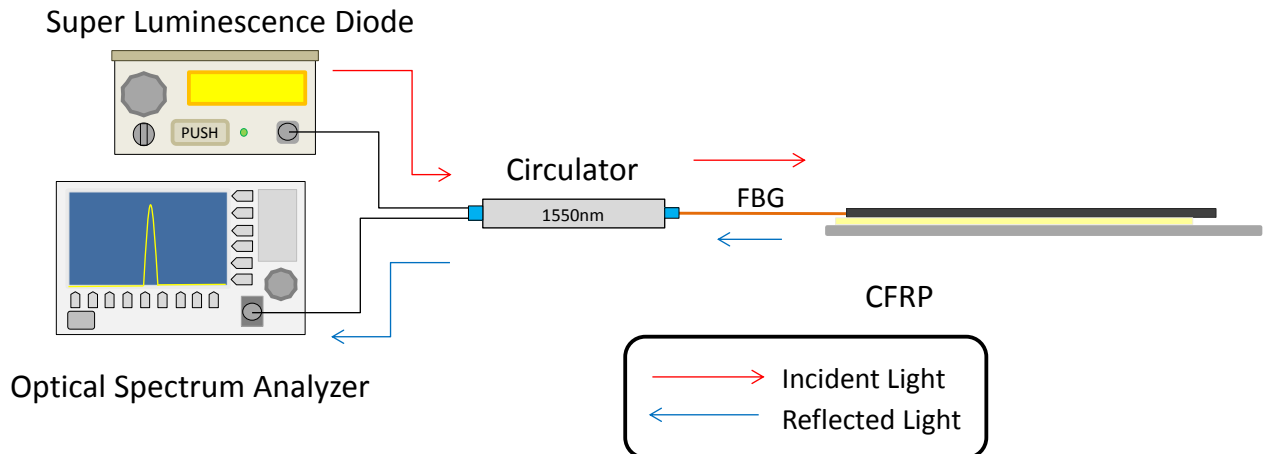 Super Luminescence Diode
PUSH
Circulator
1550nm
FBG
CFRP
Optical Spectrum Analyzer
Incident Light
Reflected Light